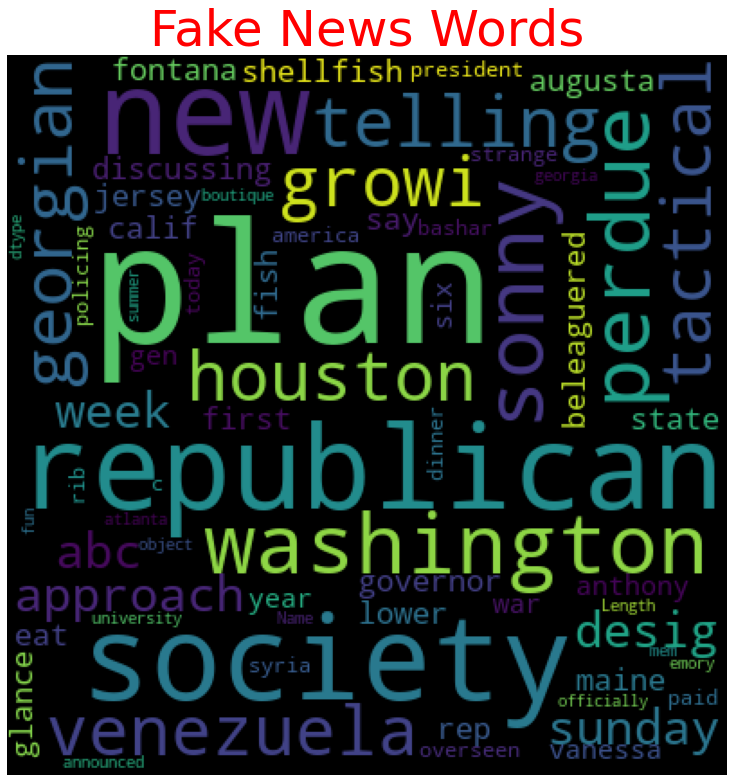 Fake News Words
fontana
shellfish
president
augusta
georgian
new
telling
tactical
perdue
discussing
strange
georgia
growi
jersey
boutique
sonny
say
bashar
calif
america
dtype
policing
plan
summer
today
fish
six
beleaguered
gen
houston
week
first
state
dinner
republican
rib
c
fun
atlanta
washington
abc
object
approach
governor
anthony
year
lower
war
Length
university
Name
desig
eat
society
mem
emory
glance
syria
maine
officially
paid
venezuela
rep
sunday
overseen
vanessa
announced